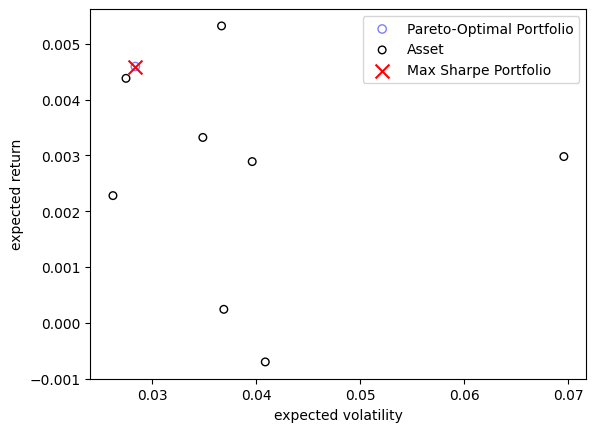 Pareto-Optimal Portfolio
Asset
Max Sharpe Portfolio
expected return
0.005
0.004
0.003
0.002
0.001
0.000
−0.001
0.03
0.04
0.05
0.06
0.07
expected volatility